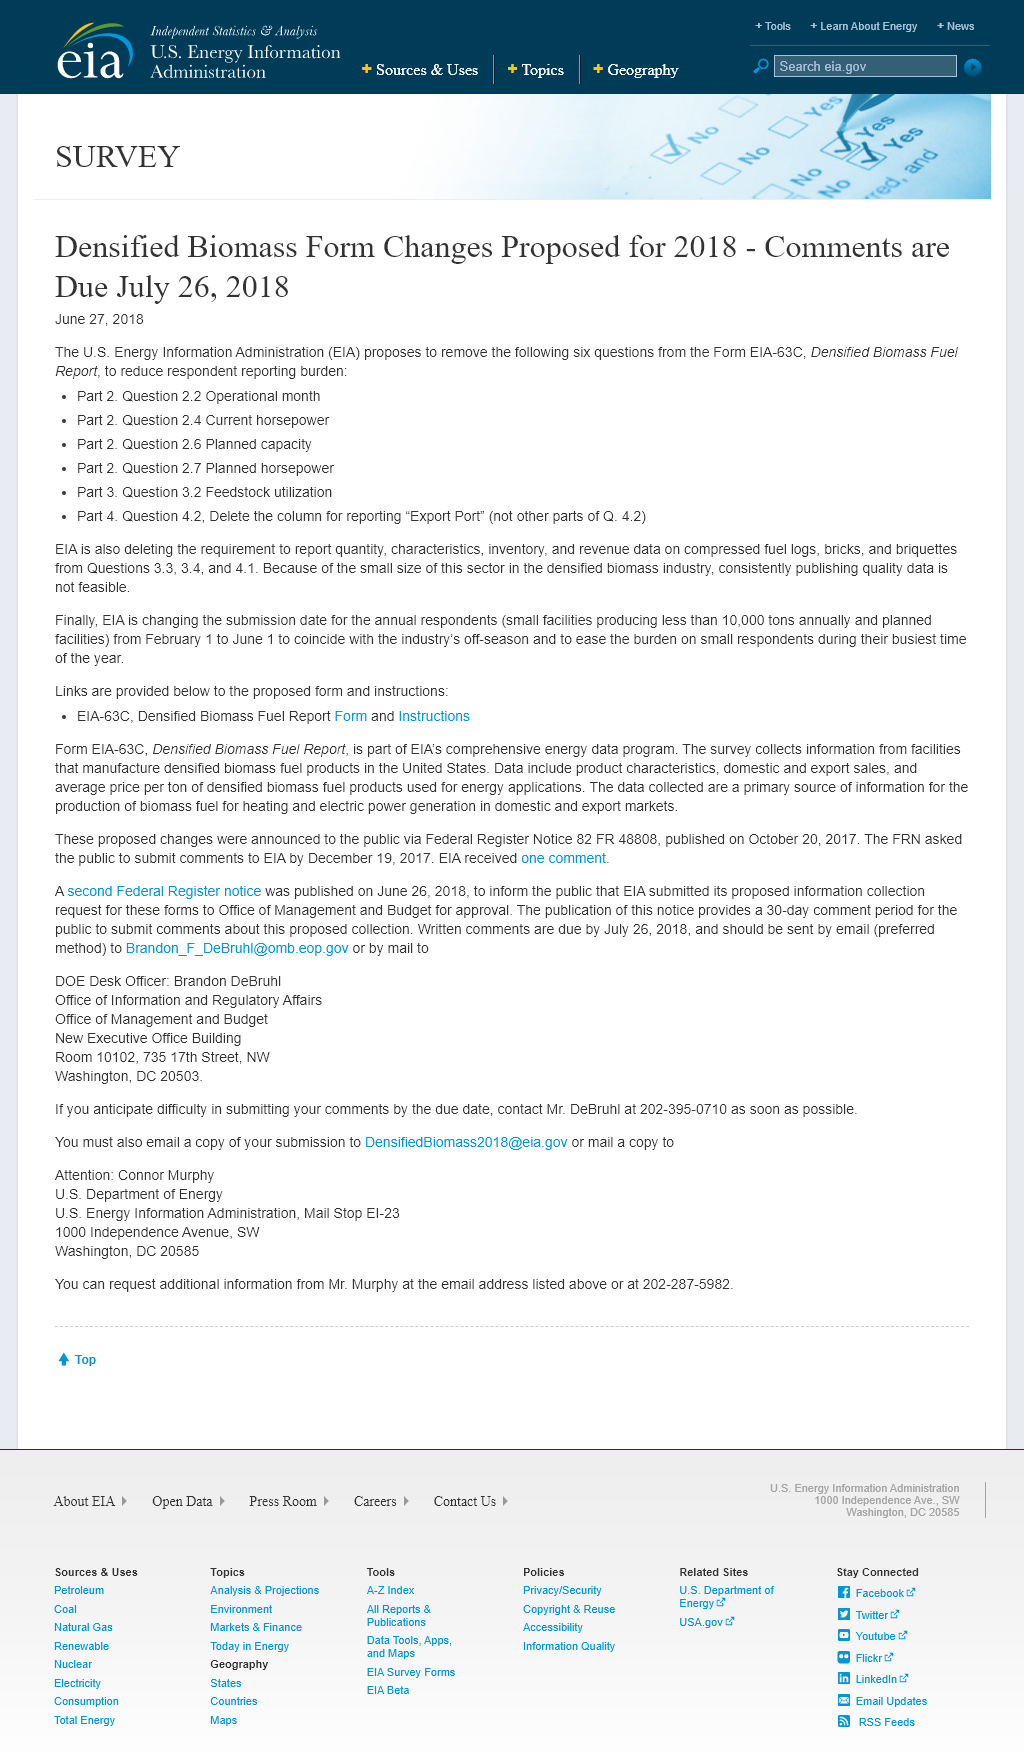 Independent Statistics & Analysis
eia U.S. Energy Information
Administration
+ Sources & Uses + Topics + Geography
+ Tools + Learn About Energy + News
Search eia.gov
SURVEY
No
No
No
Yes
Yes
red, and
Densified Biomass Form Changes Proposed for 2018 - Comments are
Due July 26, 2018
June 27, 2018
The U.S. Energy Information Administration (EIA) proposes to remove the following six questions from the Form EIA-63C, Densified Biomass Fuel
Report, to reduce respondent reporting burden:
• Part 2. Question 2.2 Operational month
• Part 2. Question 2.4 Current horsepower
• Part 2. Question 2.6 Planned capacity
• Part 2. Question 2.7 Planned horsepower
• Part 3. Question 3.2 Feedstock utilization
• Part 4. Question 4.2, Delete the column for reporting “Export Port” (not other parts of Q. 4.2)
EIA is also deleting the requirement to report quantity, characteristics, inventory, and revenue data on compressed fuel logs, bricks, and briquettes
from Questions 3.3, 3.4, and 4.1. Because of the small size of this sector in the densified biomass industry, consistently publishing quality data is
not feasible.
Finally, EIA is changing the submission date for the annual respondents (small facilities producing less than 10,000 tons annually and planned
facilities) from February 1 to June 1 to coincide with the industry’s off-season and to ease the burden on small respondents during their busiest time
of the year.
Links are provided below to the proposed form and instructions:
• EIA-63C, Densified Biomass Fuel Report Form and Instructions
Form EIA-63C, Densified Biomass Fuel Report, is part of EIA’s comprehensive energy data program. The survey collects information from facilities
that manufacture densified biomass fuel products in the United States. Data include product characteristics, domestic and export sales, and
average price per ton of densified biomass fuel products used for energy applications. The data collected are a primary source of information for the
production of biomass fuel for heating and electric power generation in domestic and export markets.
These proposed changes were announced to the public via Federal Register Notice 82 FR 48808, published on October 20, 2017. The FRN asked
the public to submit comments to EIA by December 19, 2017. EIA received one comment.
A second Federal Register notice was published on June 26, 2018, to inform the public that EIA submitted its proposed information collection
request for these forms to Office of Management and Budget for approval. The publication of this notice provides a 30-day comment period for the
public to submit comments about this proposed collection. Written comments are due by July 26, 2018, and should be sent by email (preferred
method) to Brandon_F_DeBruhl@omb.eop.gov or by mail to
DOE Desk Officer: Brandon DeBruhl
Office of Information and Regulatory Affairs
Office of Management and Budget
New Executive Office Building
Room 10102, 735 17th Street, NW
Washington, DC 20503.
If you anticipate difficulty in submitting your comments by the due date, contact Mr. DeBruhl at 202-395-0710 as soon as possible.
You must also email a copy of your submission to DensifiedBiomass2018@eia.gov or mail a copy to
Attention: Connor Murphy
U.S. Department of Energy
U.S. Energy Information Administration, Mail Stop EI-23
1000 Independence Avenue, SW
Washington, DC 20585
You can request additional information from Mr. Murphy at the email address listed above or at 202-287-5982.
Top
About EIA Open Data Press Room Careers Contact Us
U.S. Energy Information Administration
1000 Independence Ave., SW
Washington, DC 20585
Sources & Uses
Petroleum
Coal
Natural Gas
Renewable
Nuclear
Electricity
Consumption
Total Energy
Topics
Analysis & Projections
Environment
Markets & Finance
Today in Energy
Geography
States
Countries
Maps
Tools
A-Z Index
All Reports &
Publications
Data Tools, Apps,
and Maps
EIA Survey Forms
EIA Beta
Policies
Privacy/Security
Copyright & Reuse
Accessibility
Information Quality
Related Sites
U.S. Department of
Energy
USA.gov
Stay Connected
Facebook
Twitter
Youtube
Flickr
LinkedIn
Email Updates
RSS Feeds